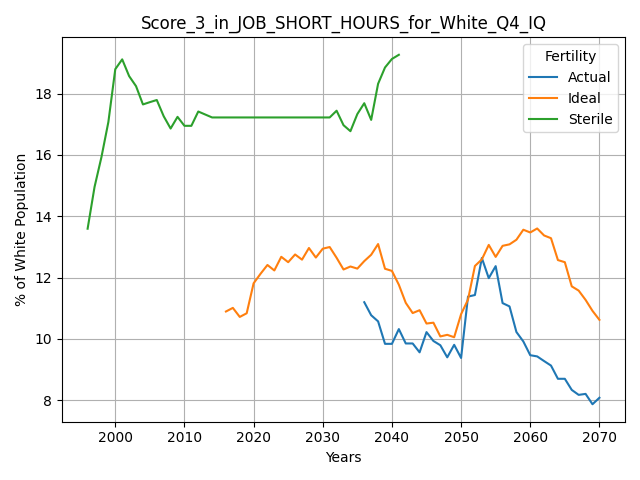 Score_3_in_JOB_SHORT_HOURS_for_White_Q4_IQ
Fertility
Actual
Ideal
Sterile
% of White Population
18
16
14
12
10
8
2000 2010 2020 2030 2040 2050 2060 2070
Years